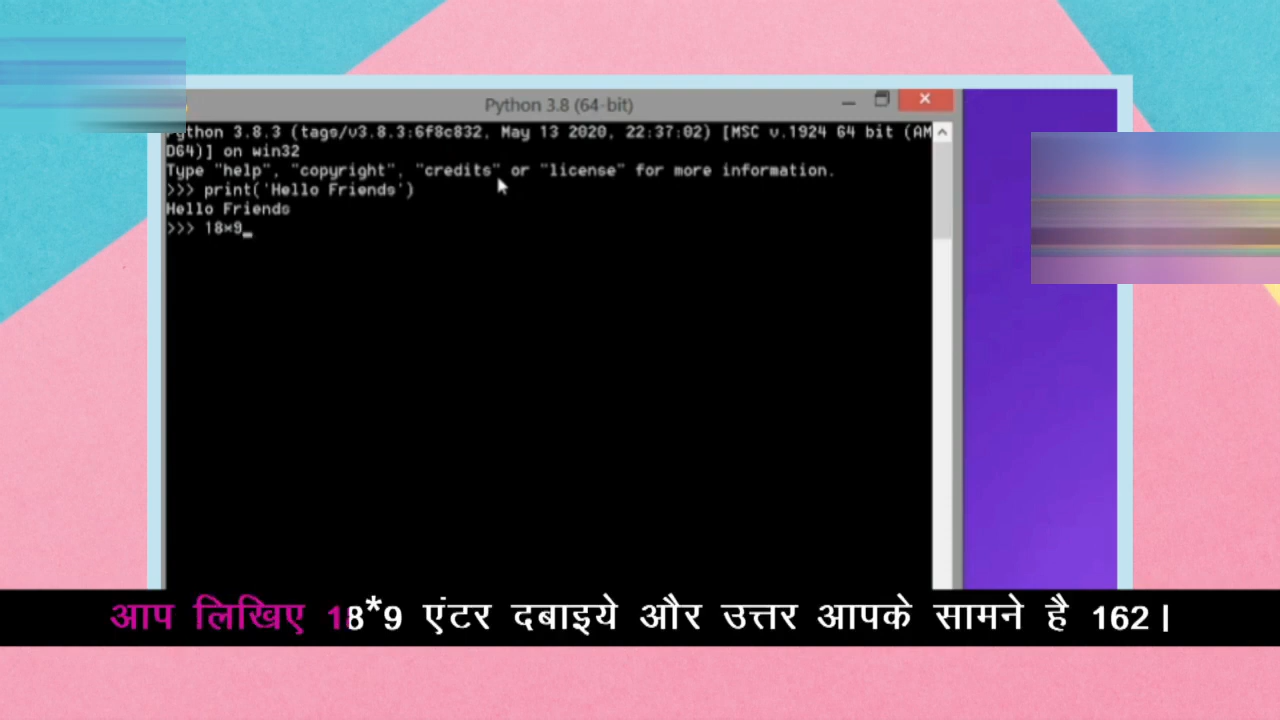 Python 3.8 (64-bit)
Python 3.8.3 (tags/v3.8.3:6f8c832, May 13 2020, 22:37:02) [MSC v.1924 64 bit (AM
D64)] on win32
Type "help", "copyright", "credits" or "license" for more information.
>>> print('Hello Friends')
Hello Friends
>>> 18*9_
आप लिखिए 18*9 एंटर दबाइये और उत्तर आपके सामने है 162।